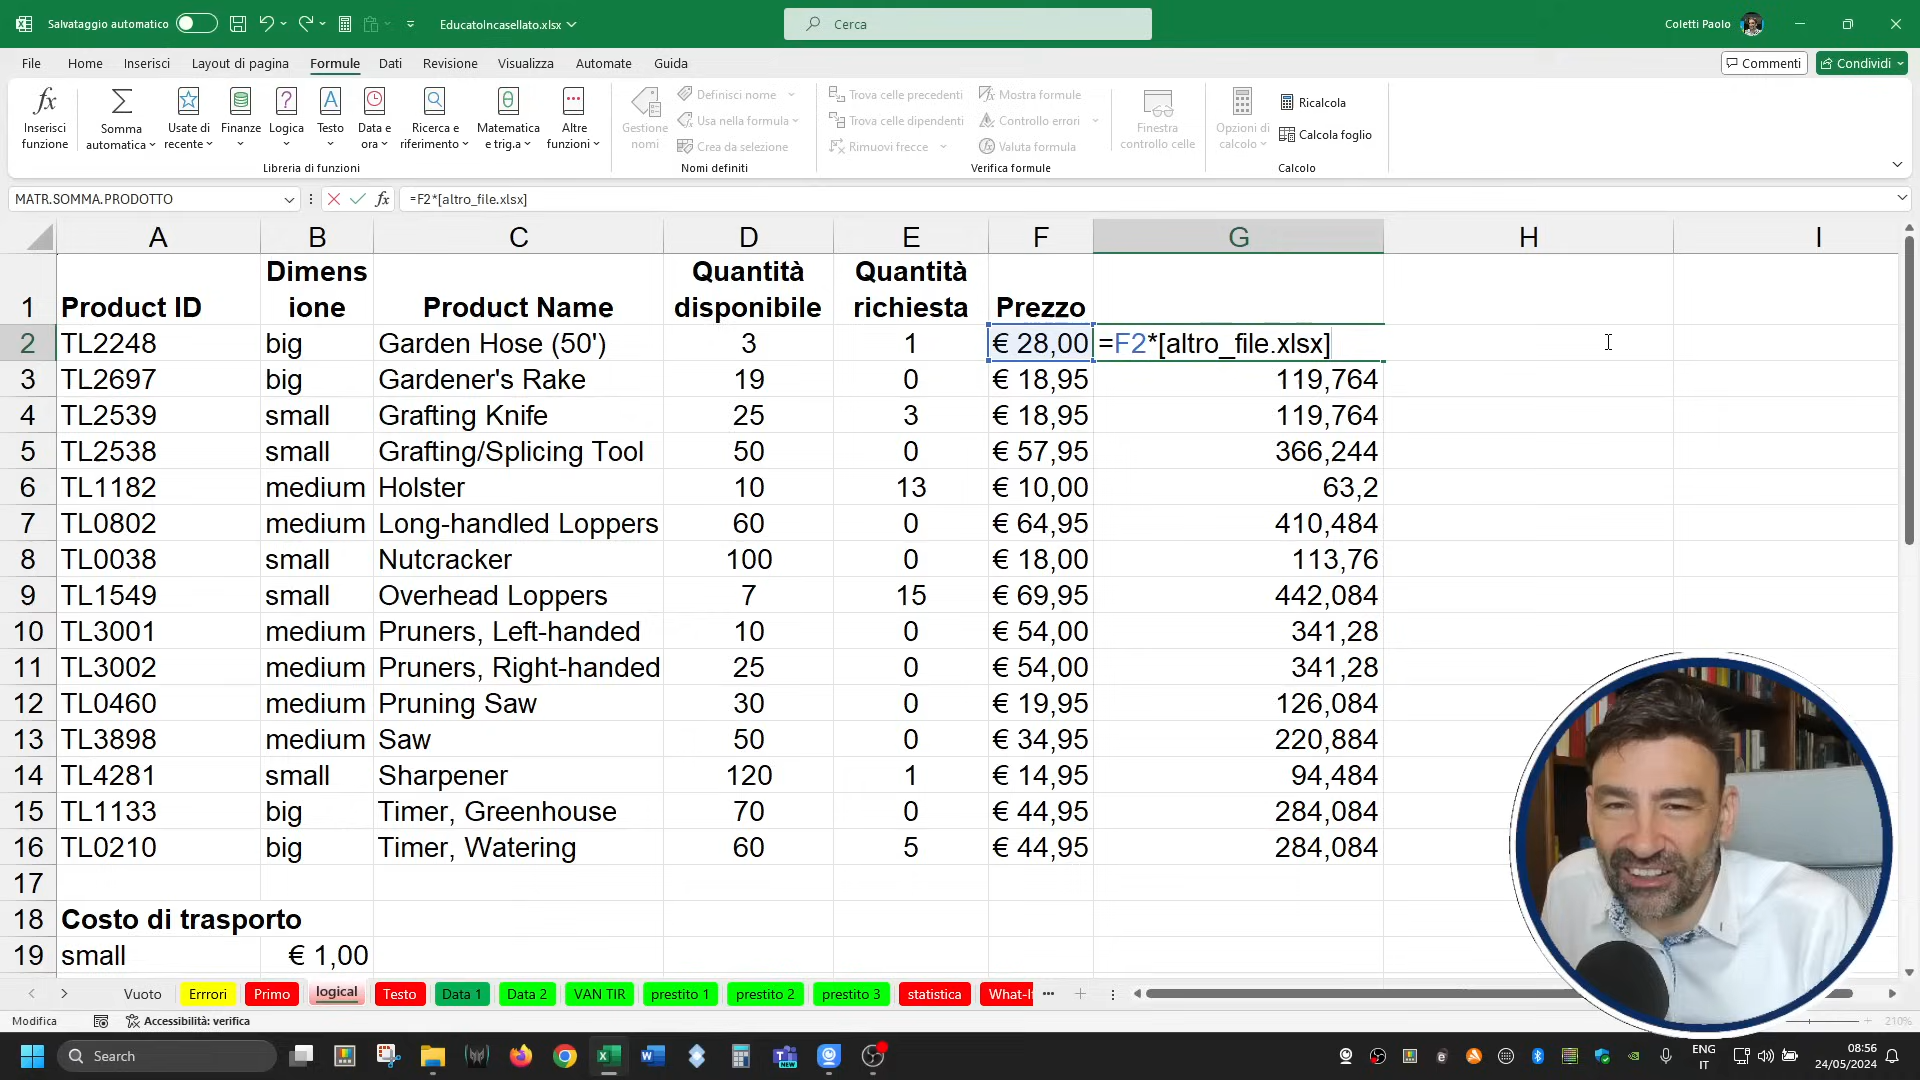 Salvataggio automatico
EducatoIncasellato.xlsx
Cerca
Coletti Paolo
File Home Inserisci Layout di pagina Formule Dati Revisione Visualizza Automate Guida
Commenti Condividi
Inserisci funzione
Somma automatica
Usate di recente
Finanze
Logica
Testo
Data e ora
Ricerca e riferimento
Matematica e trig.a
Altre funzioni
Libreria di funzioni
Gestione nomi
Definisci nome
Usa nella formula
Crea da selezione
Nomi definiti
Trova celle precedenti
Trova celle dipendenti
Rimuovi frecce
Mostra formule
Controllo errori
Valuta formula
Verifica formule
Finestra controllo celle
Opzioni di calcolo
Ricalcola
Calcola foglio
Calcolo
MATR.SOMMA.PRODOTTO fx =F2*[altro_file.xlsx]
A B C D E F G H I
1 Product ID Dimensione Product Name Quantità disponibile Quantità richiesta Prezzo
2 TL2248 big Garden Hose (50') 3 1 € 28,00 =F2*[altro_file.xlsx]
3 TL2697 big Gardener's Rake 19 0 € 18,95 119,764
4 TL2539 small Grafting Knife 25 3 € 18,95 119,764
5 TL2538 small Grafting/Splicing Tool 50 0 € 57,95 366,244
6 TL1182 medium Holster 10 13 € 10,00 63,2
7 TL0802 medium Long-handled Loppers 60 0 € 64,95 410,484
8 TL0038 small Nutcracker 100 0 € 18,00 113,76
9 TL1549 small Overhead Loppers 7 15 € 69,95 442,084
10 TL3001 medium Pruners, Left-handed 10 0 € 54,00 341,28
11 TL3002 medium Pruners, Right-handed 25 0 € 54,00 341,28
12 TL0460 medium Pruning Saw 30 0 € 19,95 126,084
13 TL3898 medium Saw 50 0 € 34,95 220,884
14 TL4281 small Sharpener 120 1 € 14,95 94,484
15 TL1133 big Timer, Greenhouse 70 0 € 44,95 284,084
16 TL0210 big Timer, Watering 60 5 € 44,95 284,084
17
18 Costo di trasporto
19 small € 1,00
Vuoto Errrori Primo logical Testo Data 1 Data 2 VAN TIR prestito 1 prestito 2 prestito 3 statistica What-I
Modifica Accessibilità: verifica 210%
Search
ENG
IT
08:56
24/05/2024